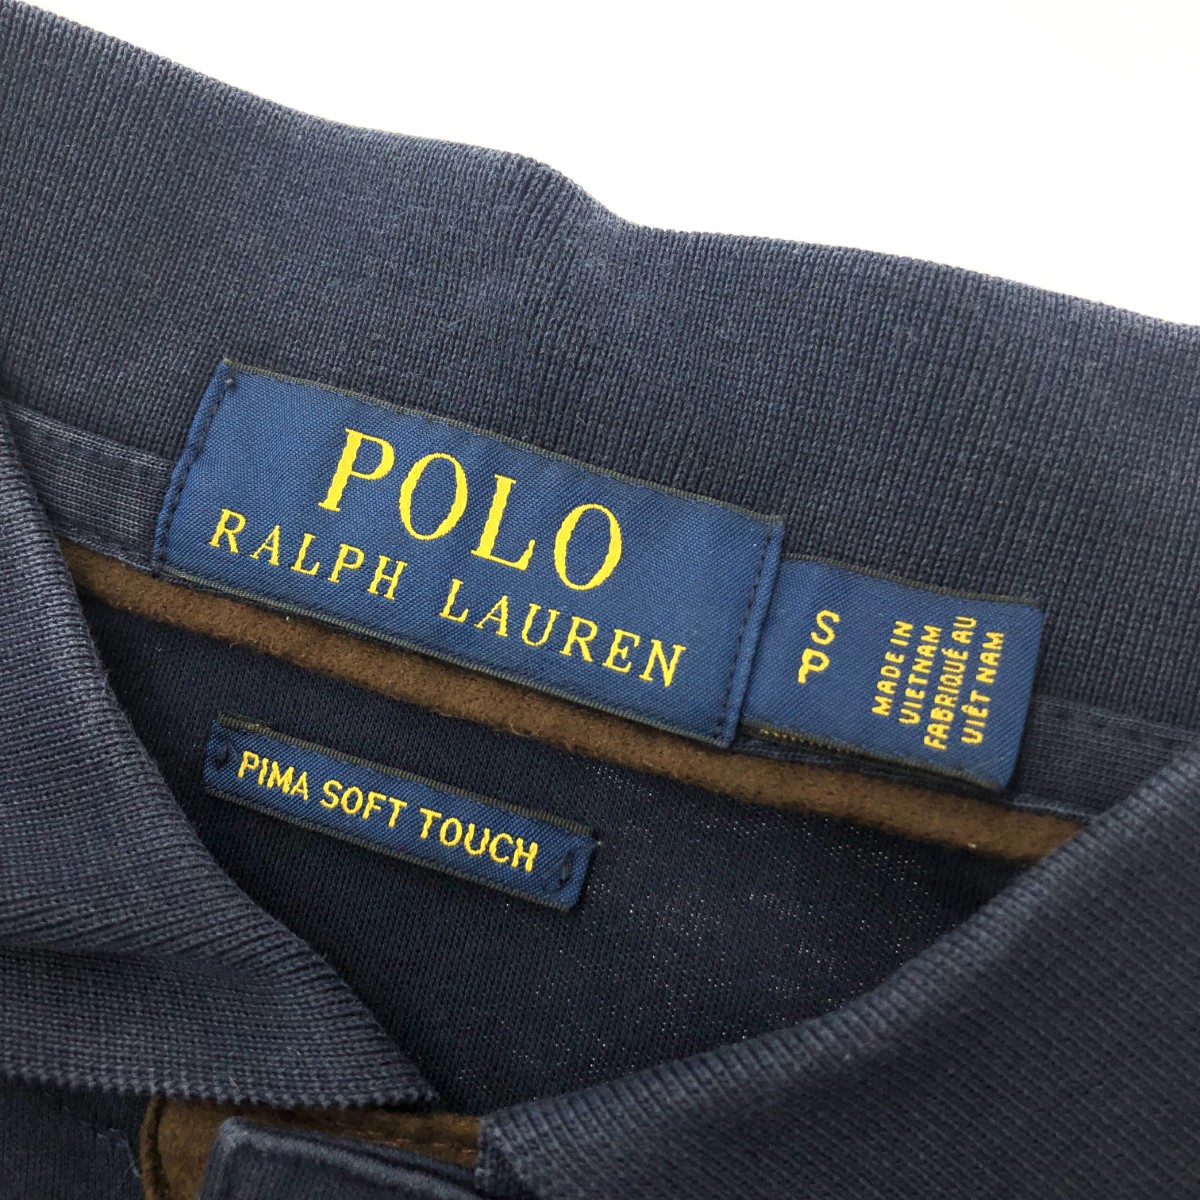 POLO
RALPH LAUREN
S
P
MADE IN
VIETNAM
FABRIQUÉ AU
VIÊT NAM
PIMA SOFT TOUCH